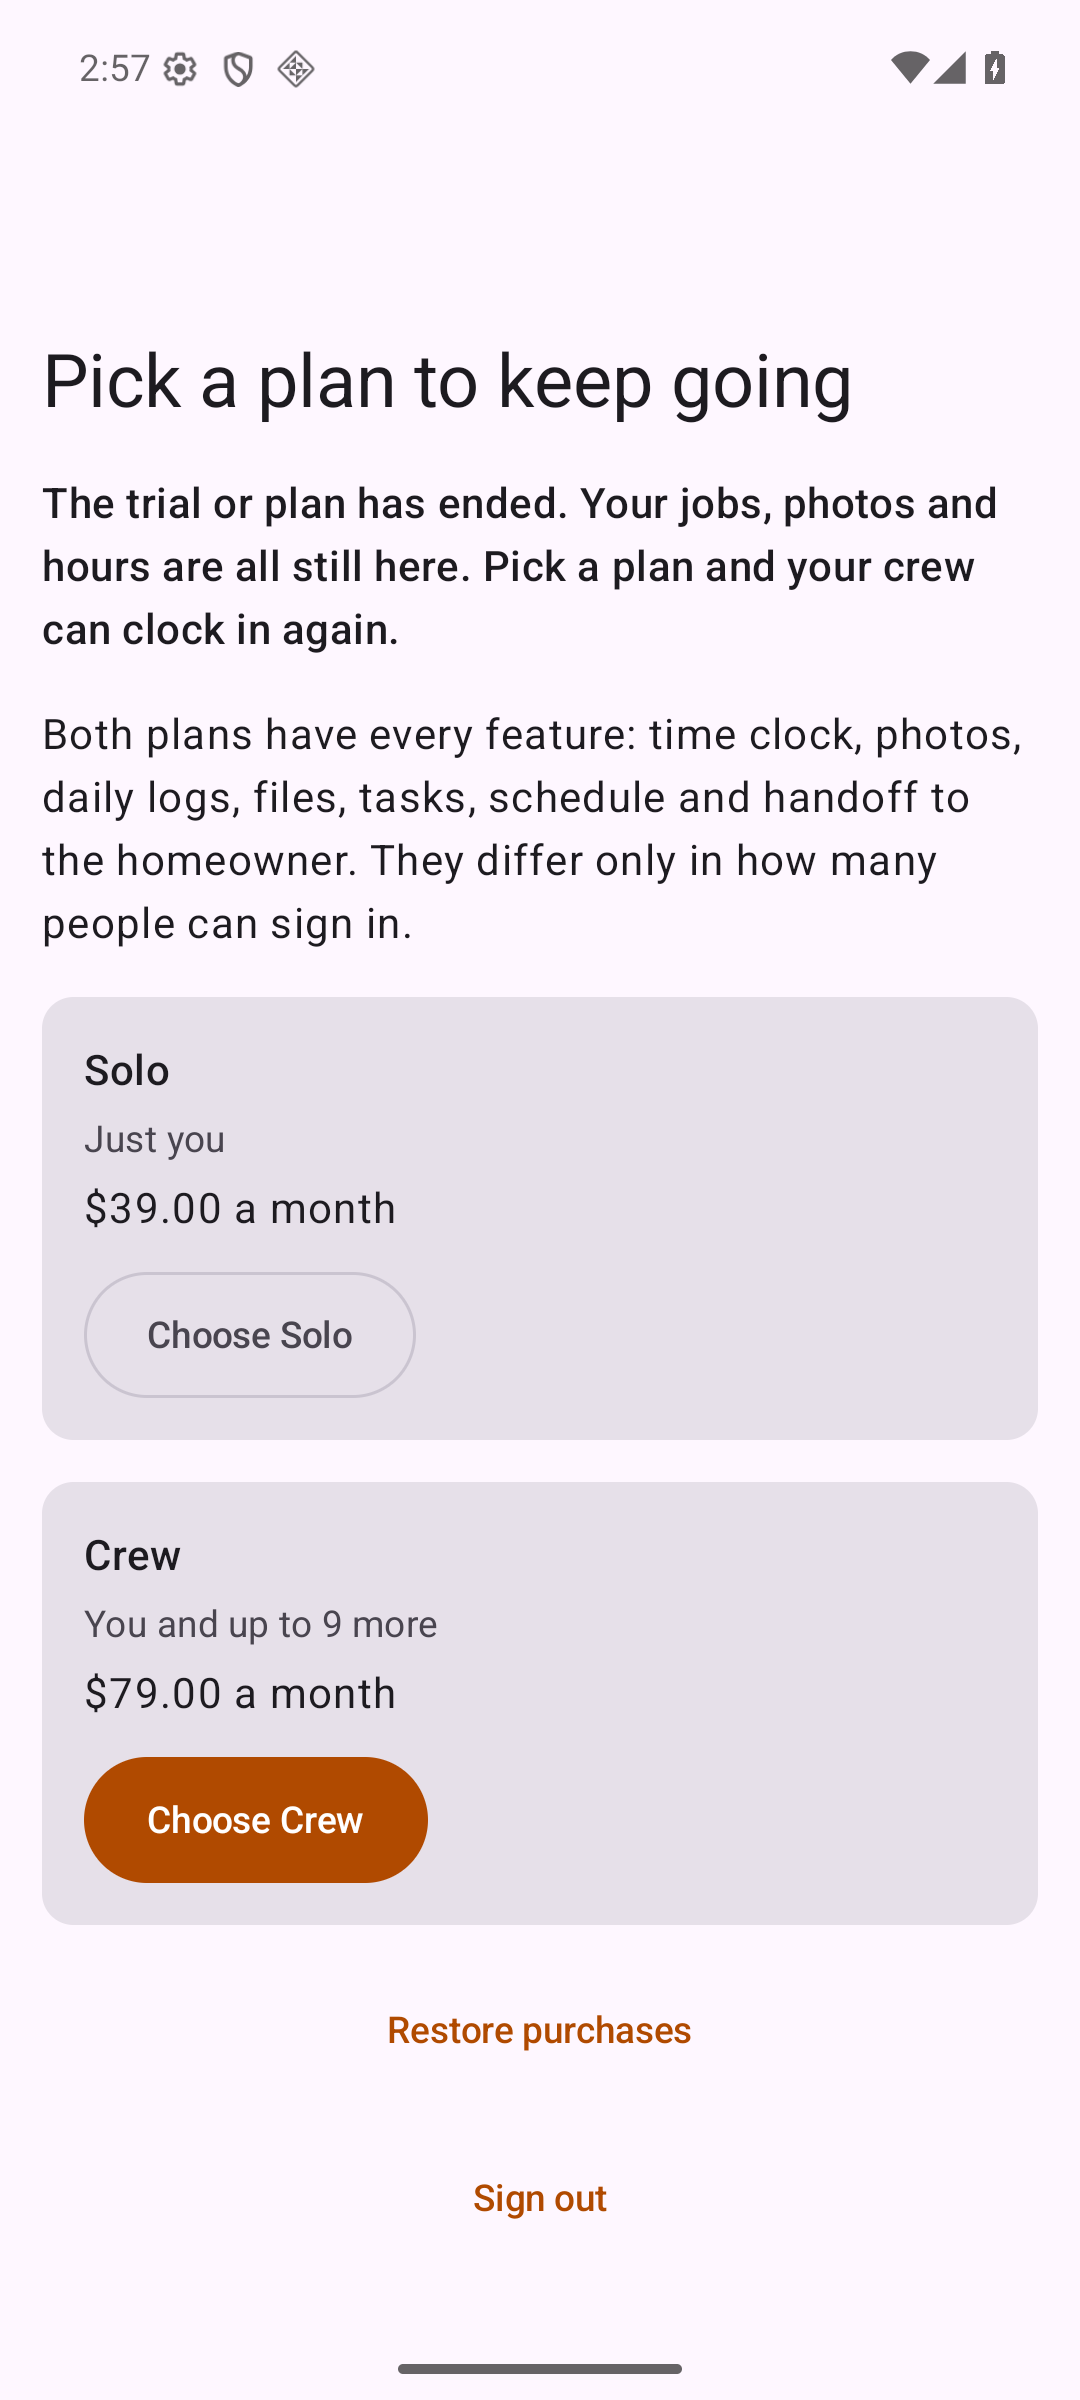 2:57
Pick a plan to keep going
The trial or plan has ended. Your jobs, photos and
hours are all still here. Pick a plan and your crew
can clock in again.
Both plans have every feature: time clock, photos,
daily logs, files, tasks, schedule and handoff to
the homeowner. They differ only in how many
people can sign in.
Solo
Just you
$39.00 a month
Choose Solo
Crew
You and up to 9 more
$79.00 a month
Choose Crew
Restore purchases
Sign out